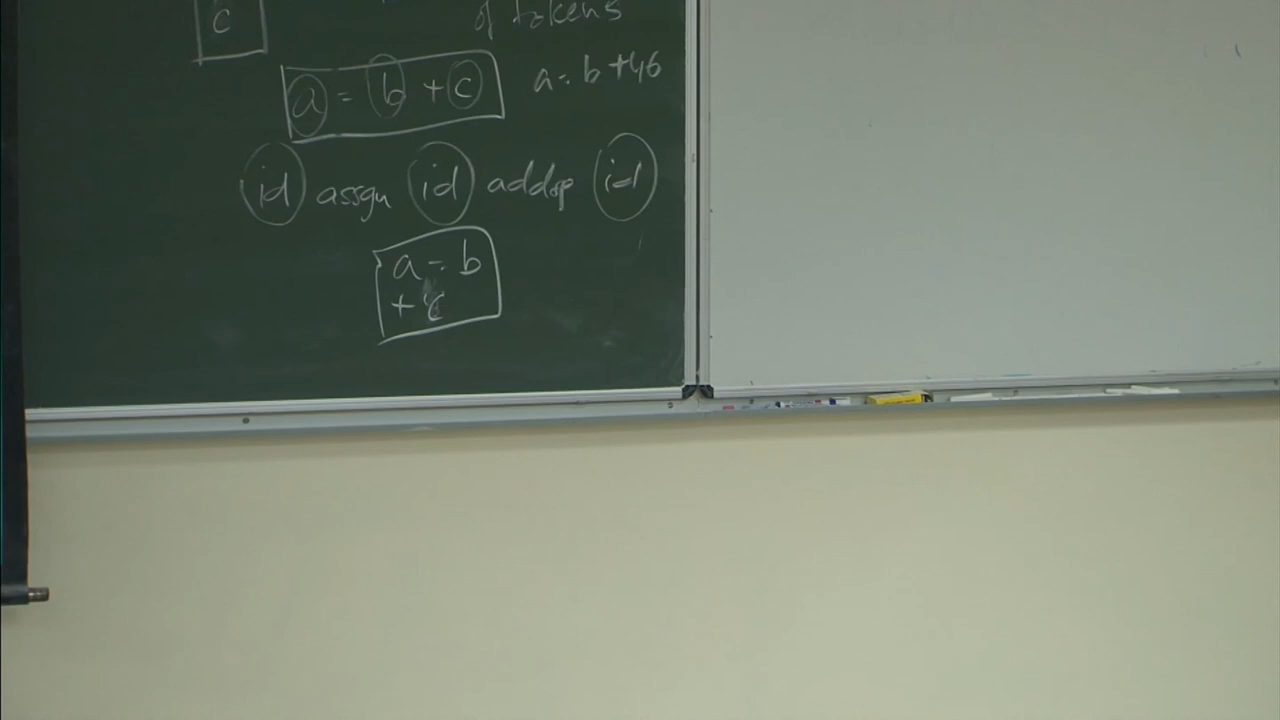 c
of tokens
a = b + c
a = b + 46
id assgn id addop id
a = b
+ c